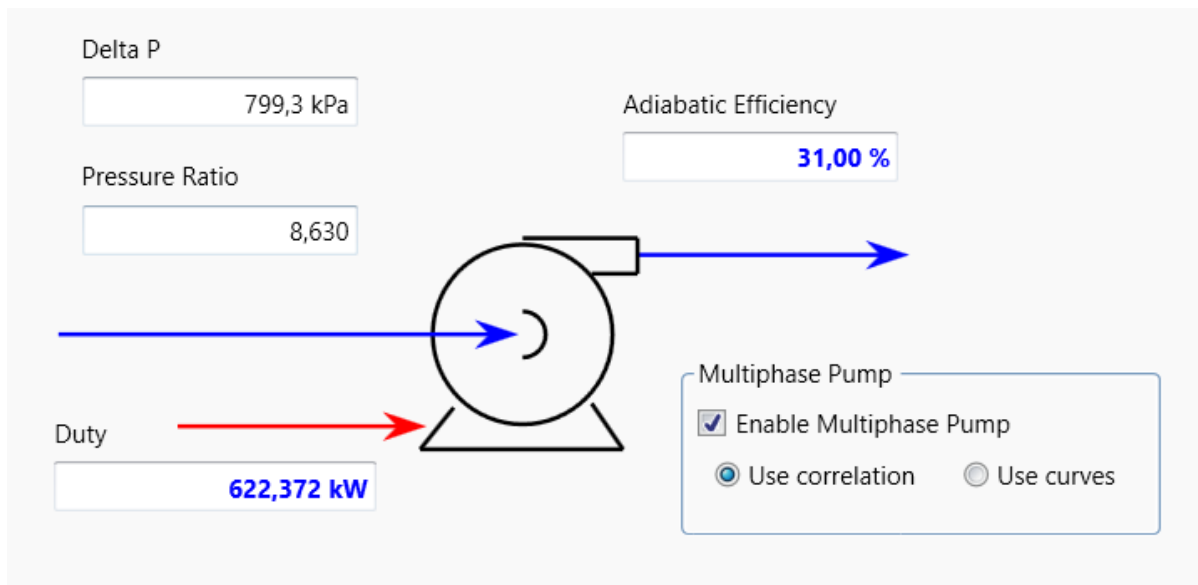 Delta P
799,3 kPa
Adiabatic Efficiency
31,00 %
Pressure Ratio
8,630
Multiphase Pump
Enable Multiphase Pump
Use correlation
Use curves
Duty
622,372 kW